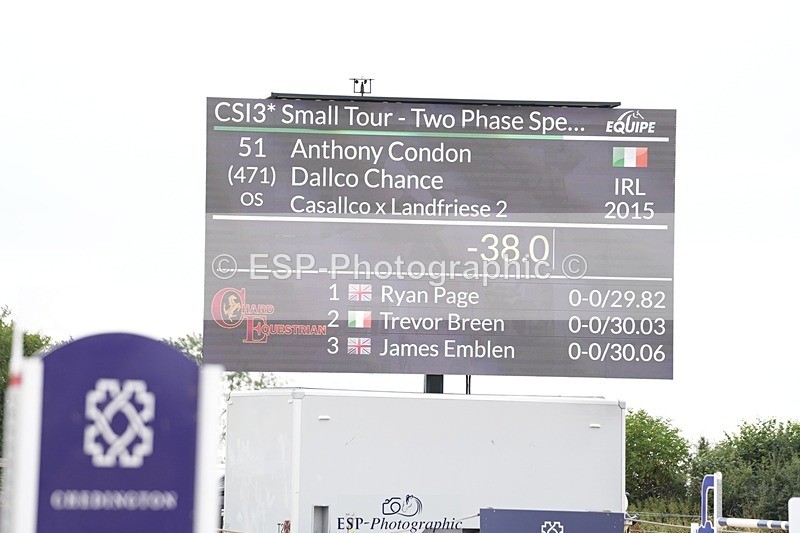 CSI3* Small Tour - Two Phase Spe...
EQUIPE
51 Anthony Condon
(471) Dallco Chance IRL
OS Casallco x Landfriese 2 2015
-38.0
© ESP-Photographic ©
1 Ryan Page 0-0/29.82
2 Trevor Breen 0-0/30.03
3 James Emblen 0-0/30.06
CHARD
EQUESTRIAN
CREDINGTON
ESP-Photographic